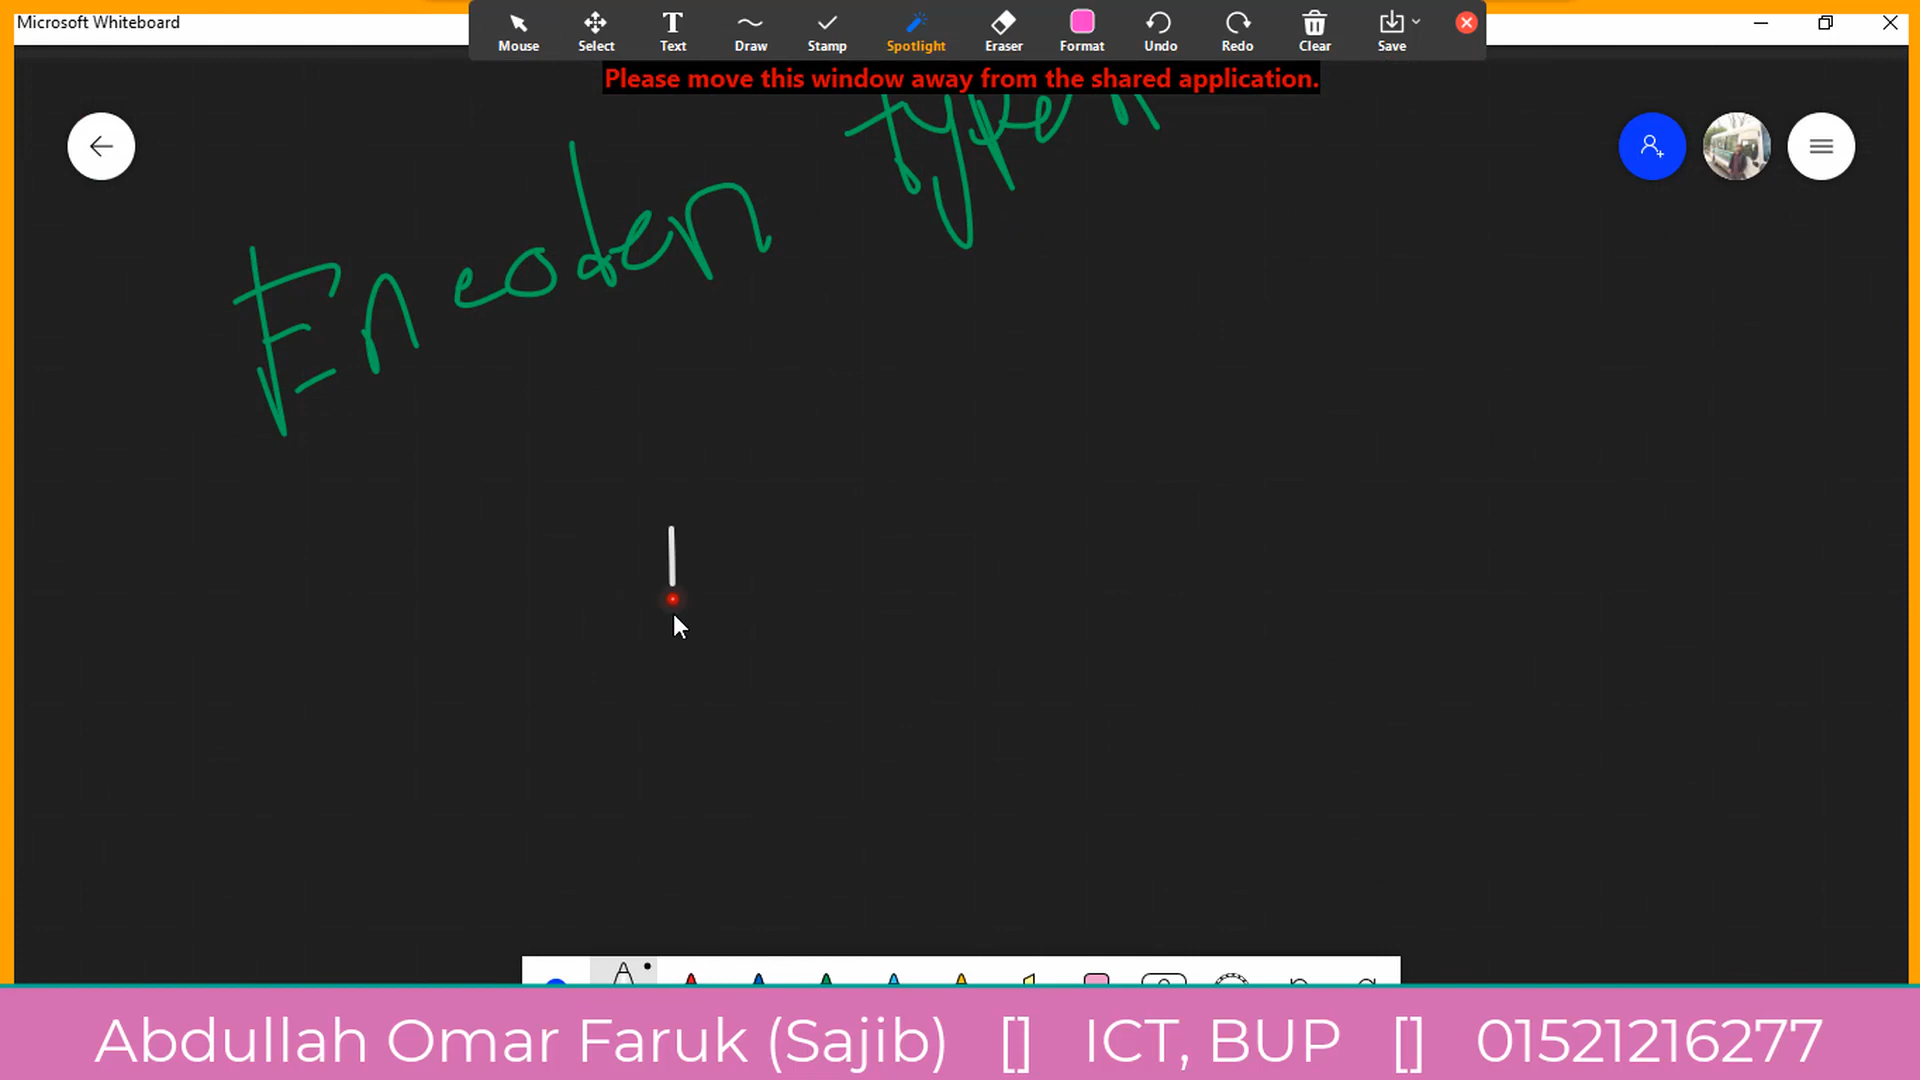 Microsoft Whiteboard
Mouse Select Text Draw Stamp Spotlight Eraser Format Undo Redo Clear Save
Please move this window away from the shared application.
Encoder
Abdullah Omar Faruk (Sajib) [] ICT, BUP [] 01521216277